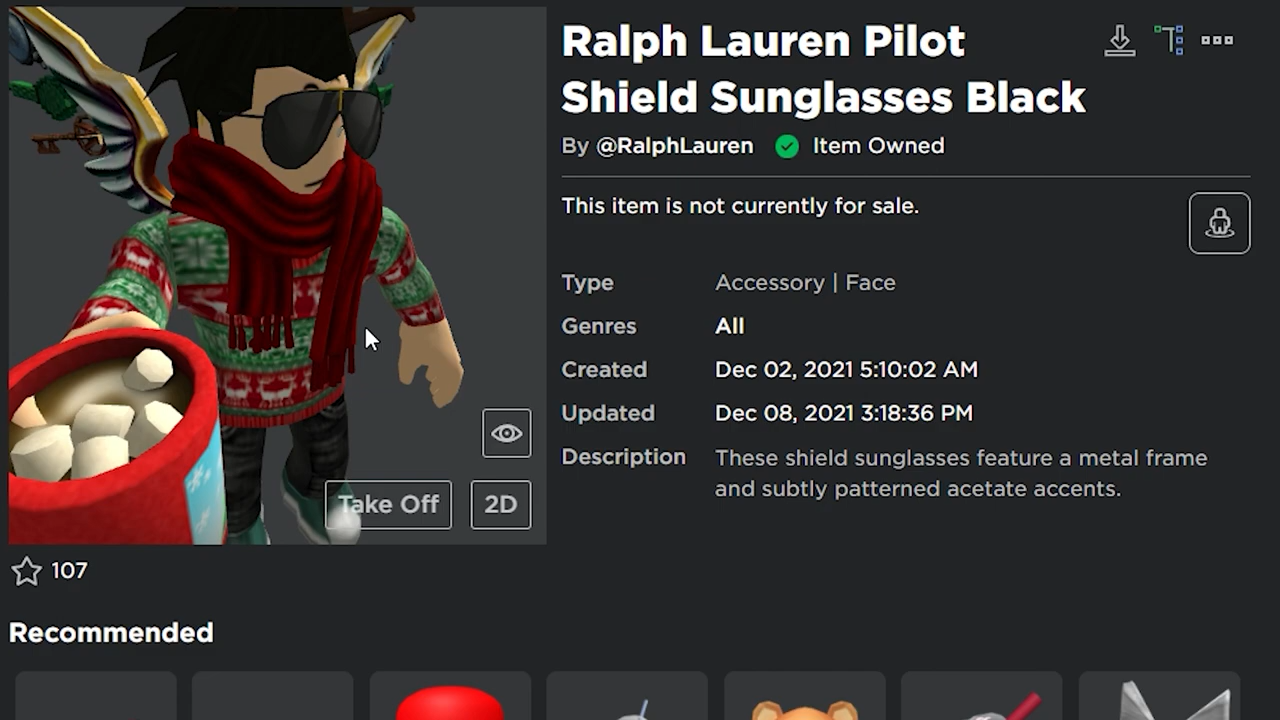 Ralph Lauren Pilot
Shield Sunglasses Black
By @RalphLauren Item Owned
This item is not currently for sale.
Type Accessory | Face
Genres All
Created Dec 02, 2021 5:10:02 AM
Updated Dec 08, 2021 3:18:36 PM
Description These shield sunglasses feature a metal frame
and subtly patterned acetate accents.
Take Off 2D
107
Recommended